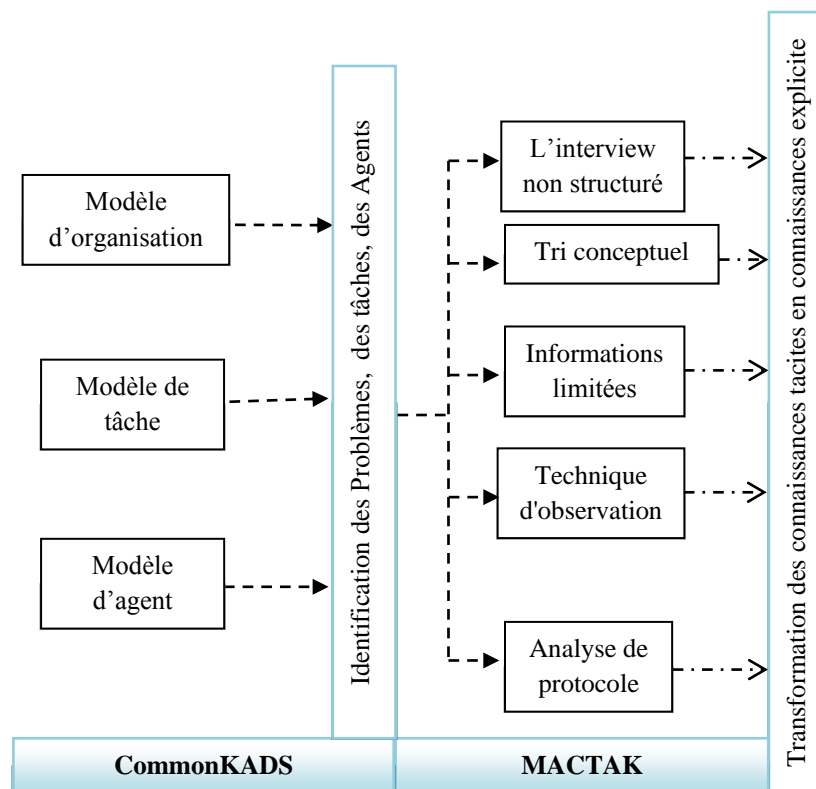 Modèle
d’organisation
Modèle de
tâche
Modèle
d’agent
Identification des Problèmes, des tâches, des Agents
L’interview
non structuré
Tri conceptuel
Informations
limitées
Technique
d'observation
Analyse de
protocole
Transformation des connaissances tacites en connaissances explicite
CommonKADS
MACTAK